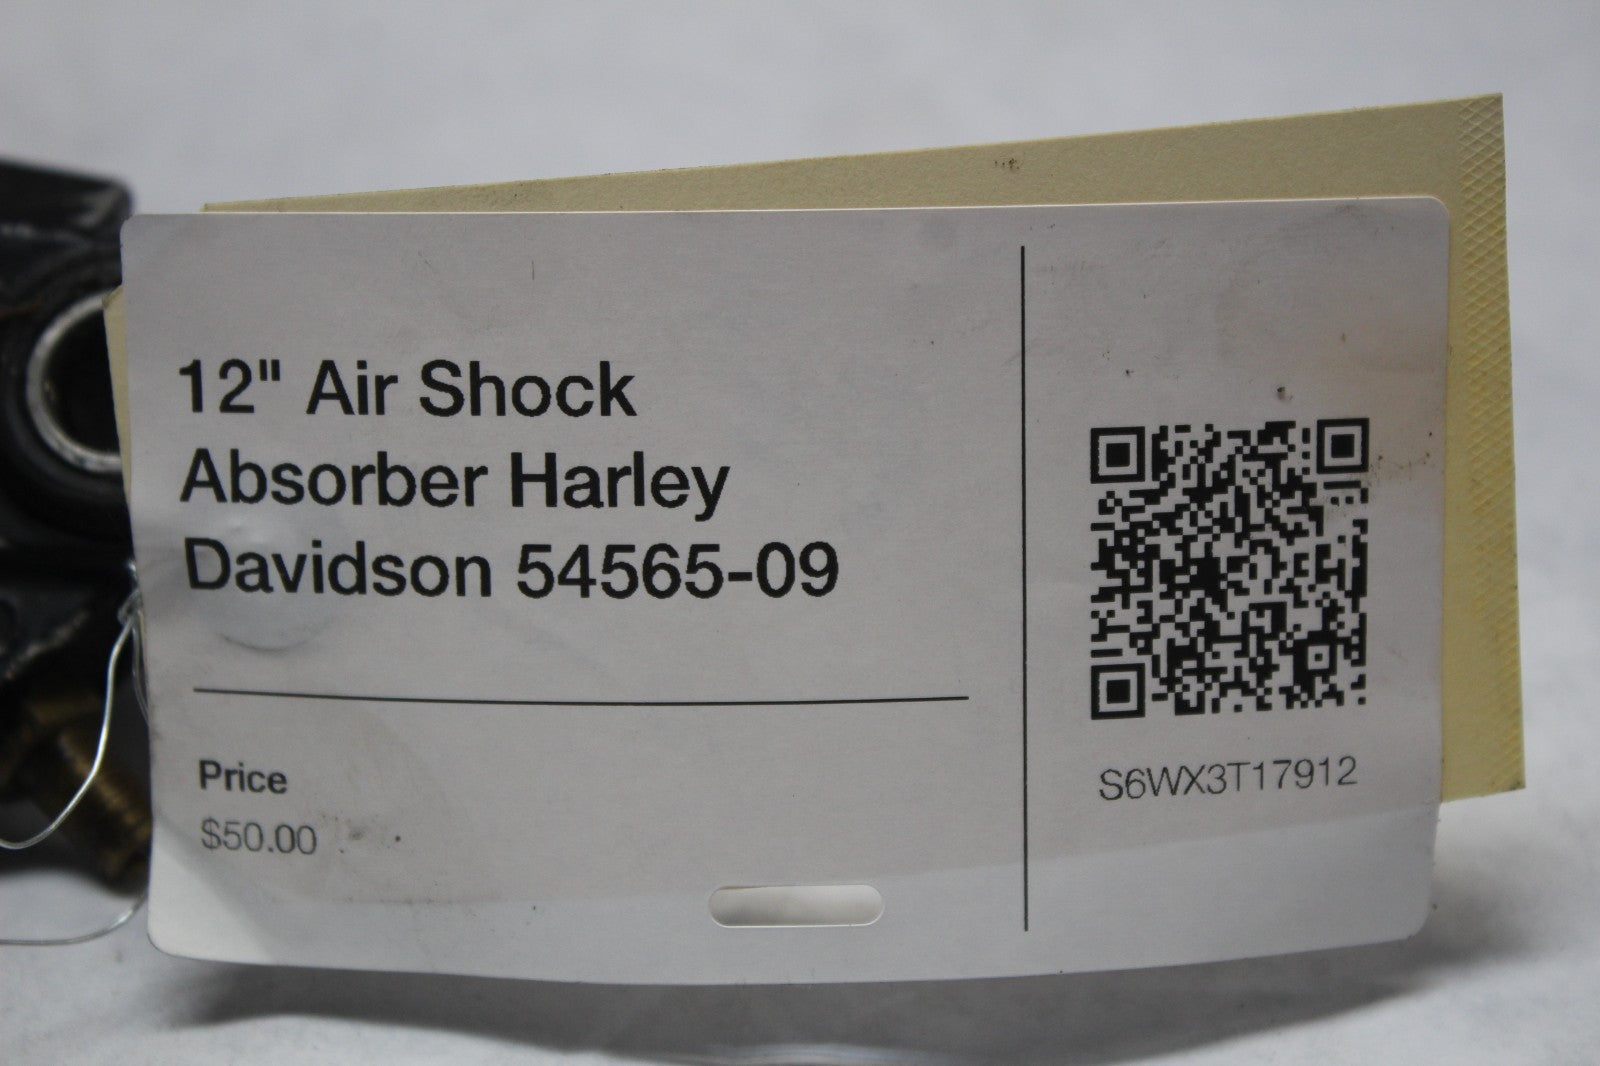 12" Air Shock
Absorber Harley
Davidson 54565-09
Price
$50.00
S6WX3T17912